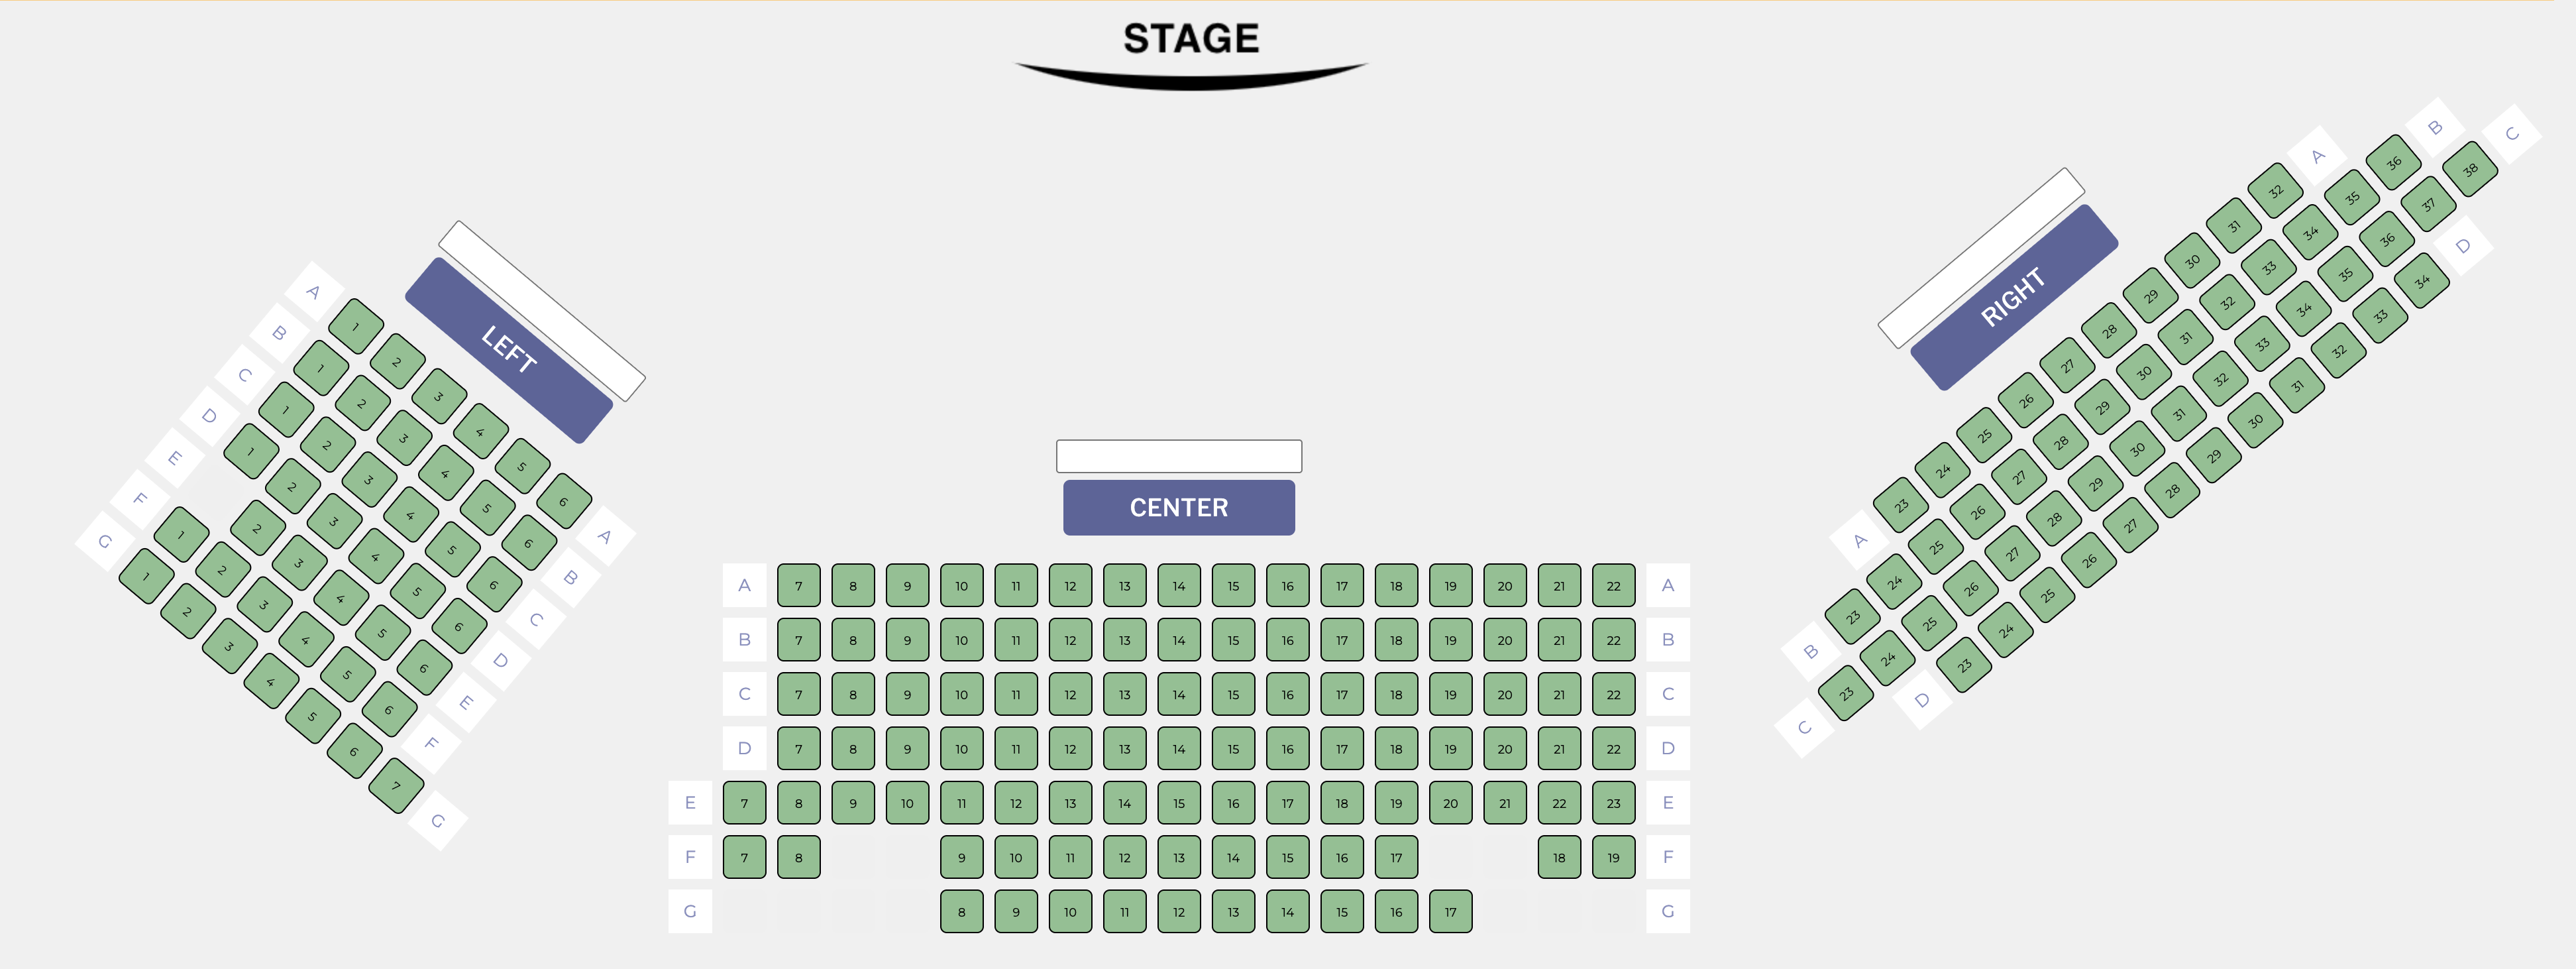 STAGE
LEFT
A 1 2 3 4 5 6 A
B 1 2 3 4 5 6 B
C 1 2 3 4 5 6 C
D 1 2 3 4 5 6 D
E 2 3 4 5 6 E
F 1 2 3 4 5 6 F
G 1 2 3 4 5 6 7 G
CENTER
A 7 8 9 10 11 12 13 14 15 16 17 18 19 20 21 22 A
B 7 8 9 10 11 12 13 14 15 16 17 18 19 20 21 22 B
C 7 8 9 10 11 12 13 14 15 16 17 18 19 20 21 22 C
D 7 8 9 10 11 12 13 14 15 16 17 18 19 20 21 22 D
E 7 8 9 10 11 12 13 14 15 16 17 18 19 20 21 22 23 E
F 7 8 9 10 11 12 13 14 15 16 17 18 19 F
G 8 9 10 11 12 13 14 15 16 17 G
RIGHT
A 23 24 25 26 27 28 29 30 31 32 A
B 23 24 25 26 27 28 29 30 31 32 33 34 35 36 B
C 23 24 25 26 27 28 29 30 31 32 33 34 35 36 37 38 C
D 23 24 25 26 27 28 29 30 31 32 33 34 D